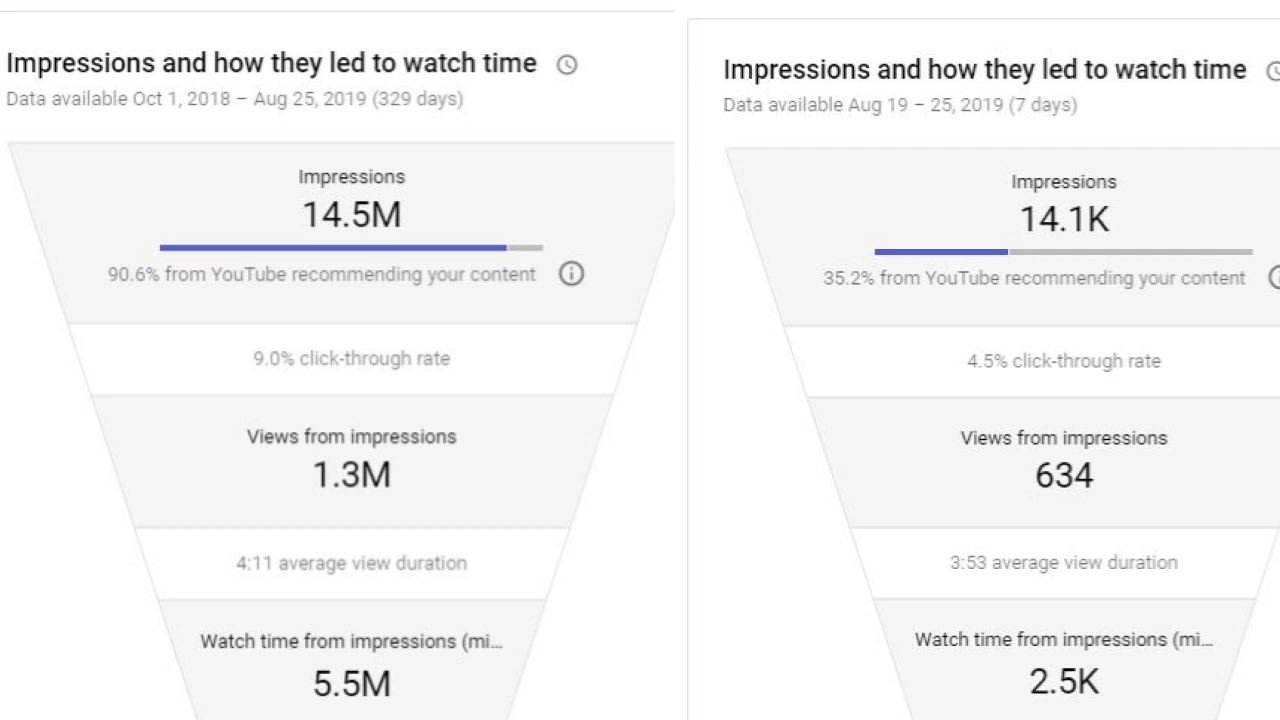 Impressions and how they led to watch time
Data available Oct 1, 2018 – Aug 25, 2019 (329 days)
Impressions
14.5M
90.6% from YouTube recommending your content
9.0% click-through rate
Views from impressions
1.3M
4:11 average view duration
Watch time from impressions (mi...
5.5M
Impressions and how they led to watch time
Data available Aug 19 – 25, 2019 (7 days)
Impressions
14.1K
35.2% from YouTube recommending your content
4.5% click-through rate
Views from impressions
634
3:53 average view duration
Watch time from impressions (mi...
2.5K